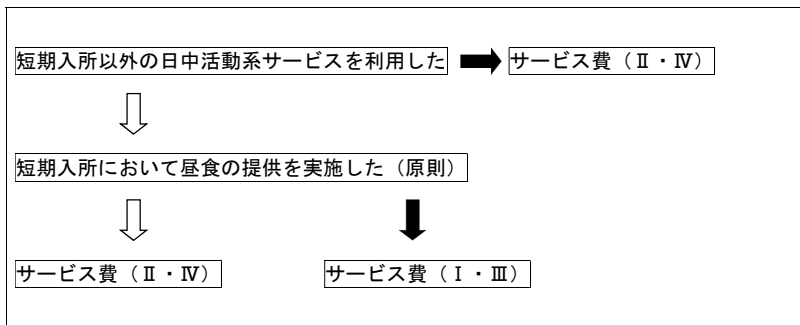 短期入所以外の日中活動系サービスを利用した
サービス費（Ⅱ・Ⅳ）
短期入所において昼食の提供を実施した（原則）
サービス費（Ⅱ・Ⅳ）
サービス費（Ⅰ・Ⅲ）